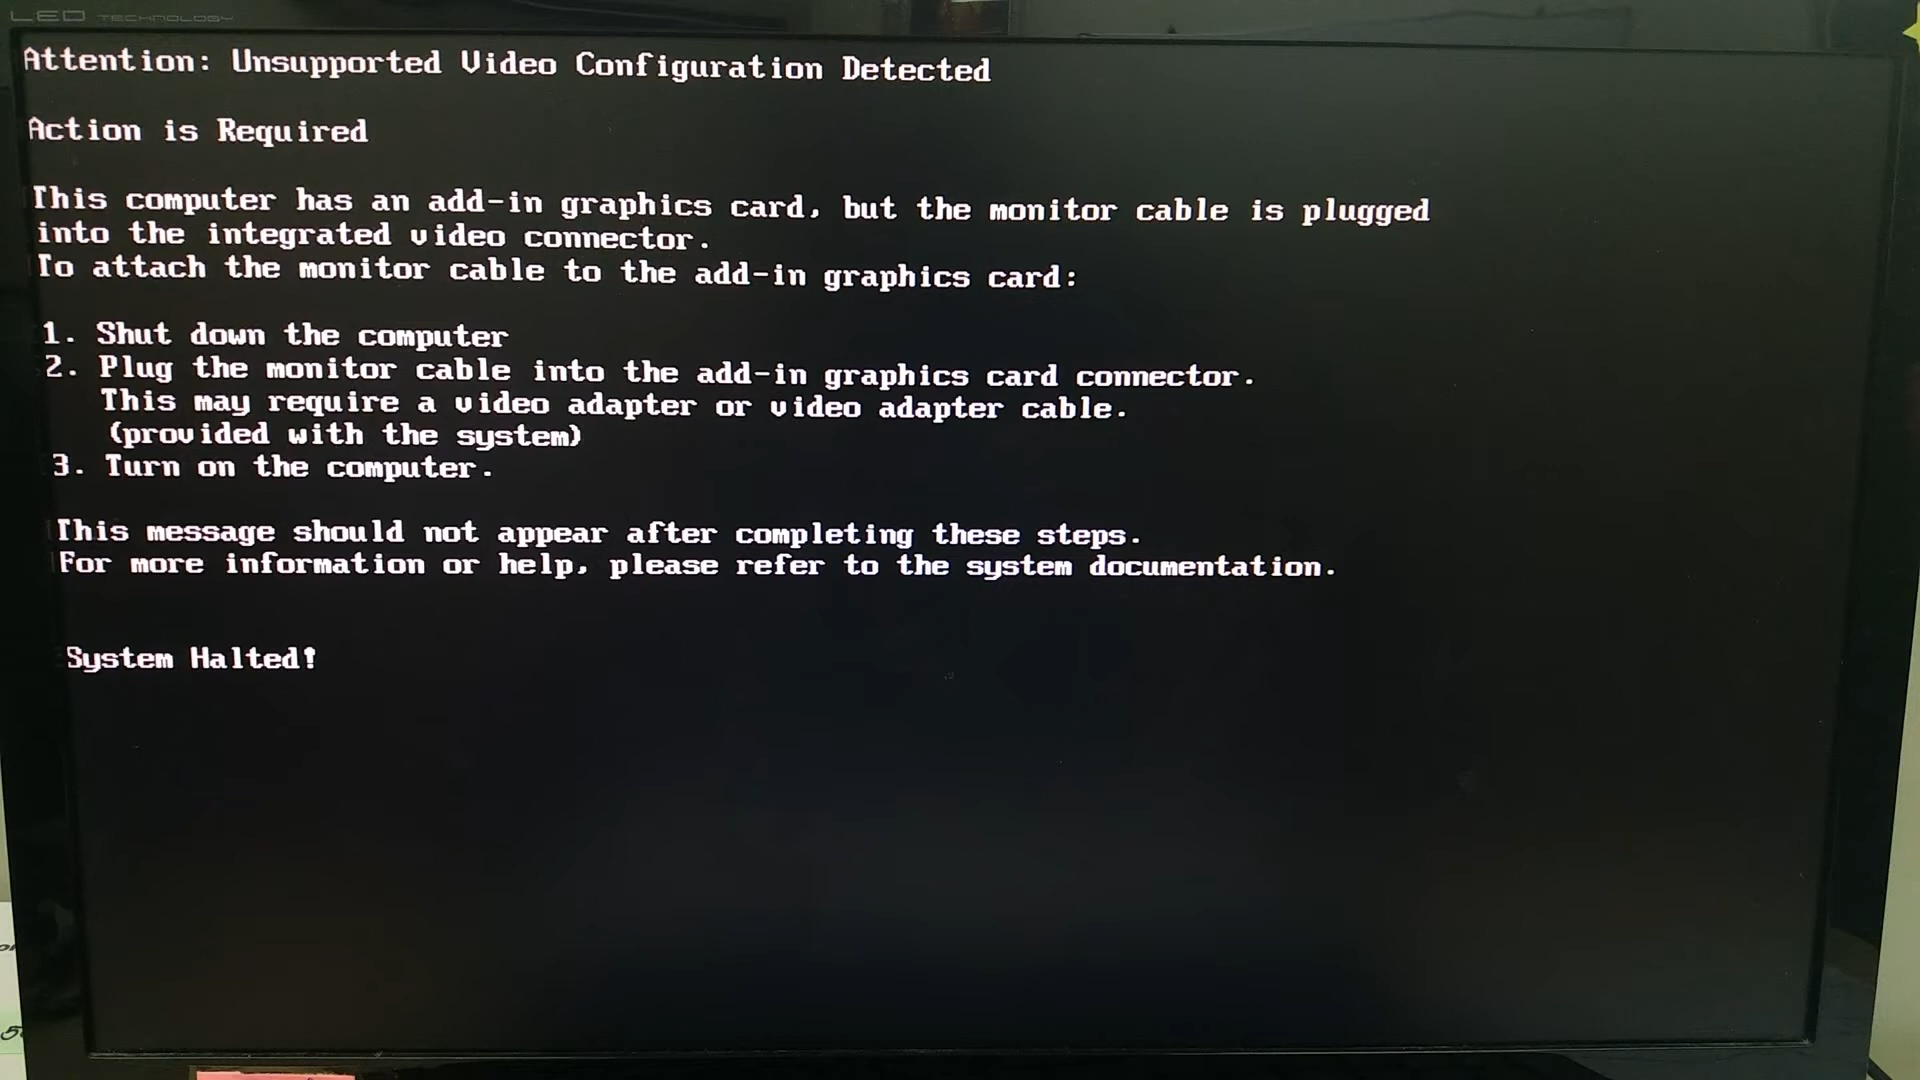 LED TECHNOLOGY
Attention: Unsupported Video Configuration Detected
Action is Required
This computer has an add-in graphics card, but the monitor cable is plugged
into the integrated video connector.
To attach the monitor cable to the add-in graphics card:
1. Shut down the computer
2. Plug the monitor cable into the add-in graphics card connector.
This may require a video adapter or video adapter cable.
(provided with the system)
3. Turn on the computer.
This message should not appear after completing these steps.
For more information or help, please refer to the system documentation.
System Halted!